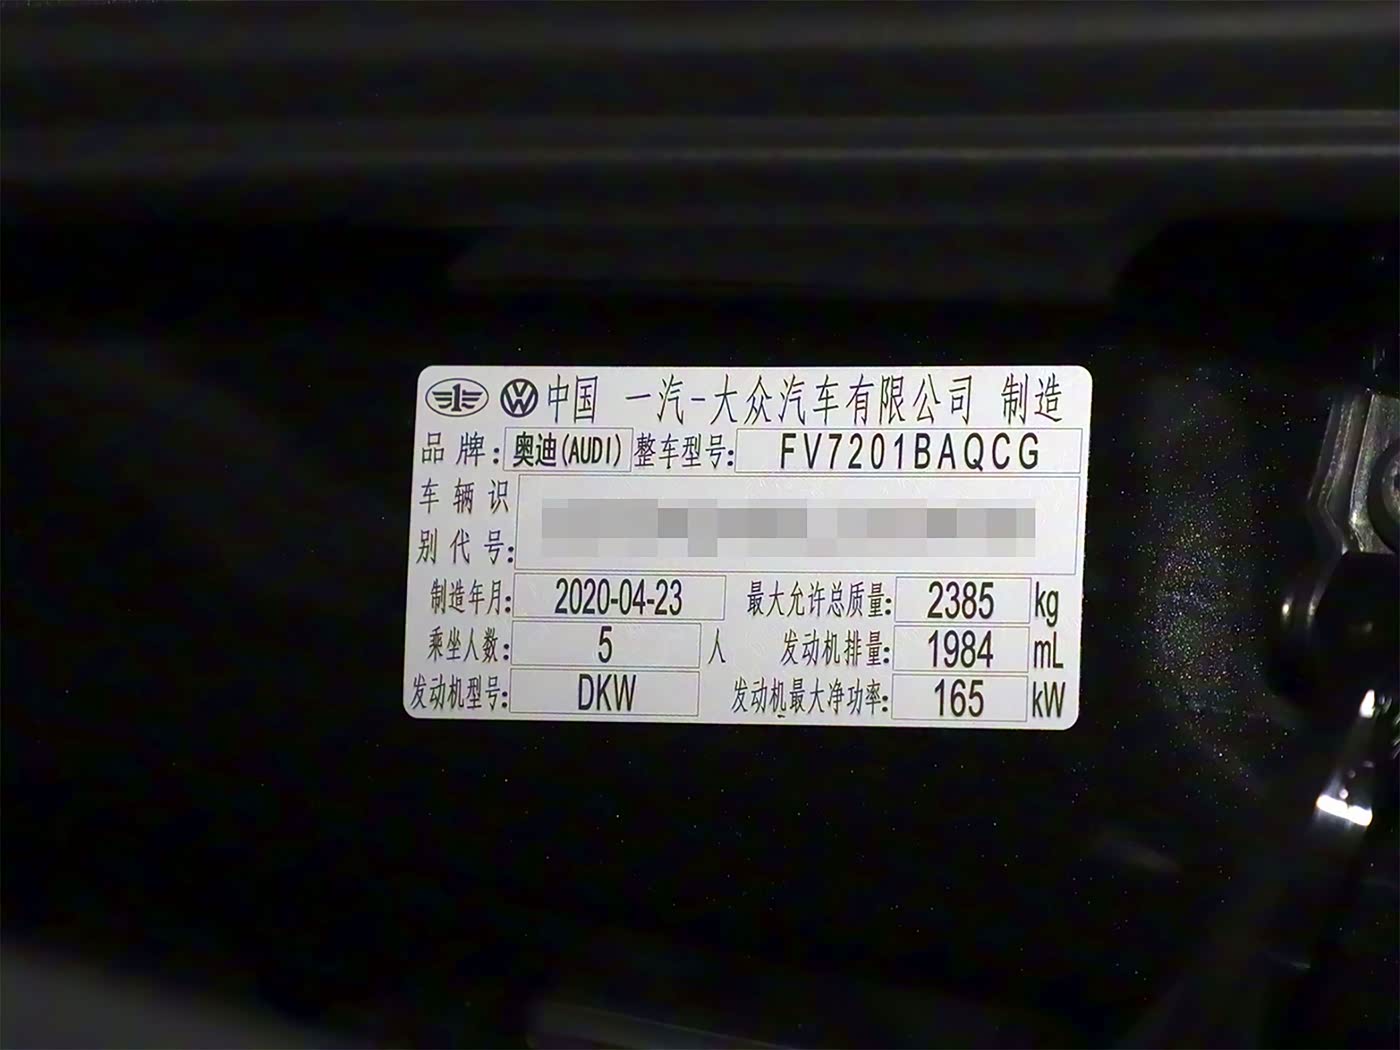 中国 一汽-大众汽车有限公司 制造
品牌: 奥迪(AUDI) 整车型号: FV7201BAQCG
车辆识
别代号:
制造年月: 2020-04-23 最大允许总质量: 2385 kg
乘坐人数: 5 人 发动机排量: 1984 mL
发动机型号: DKW 发动机最大净功率: 165 kW